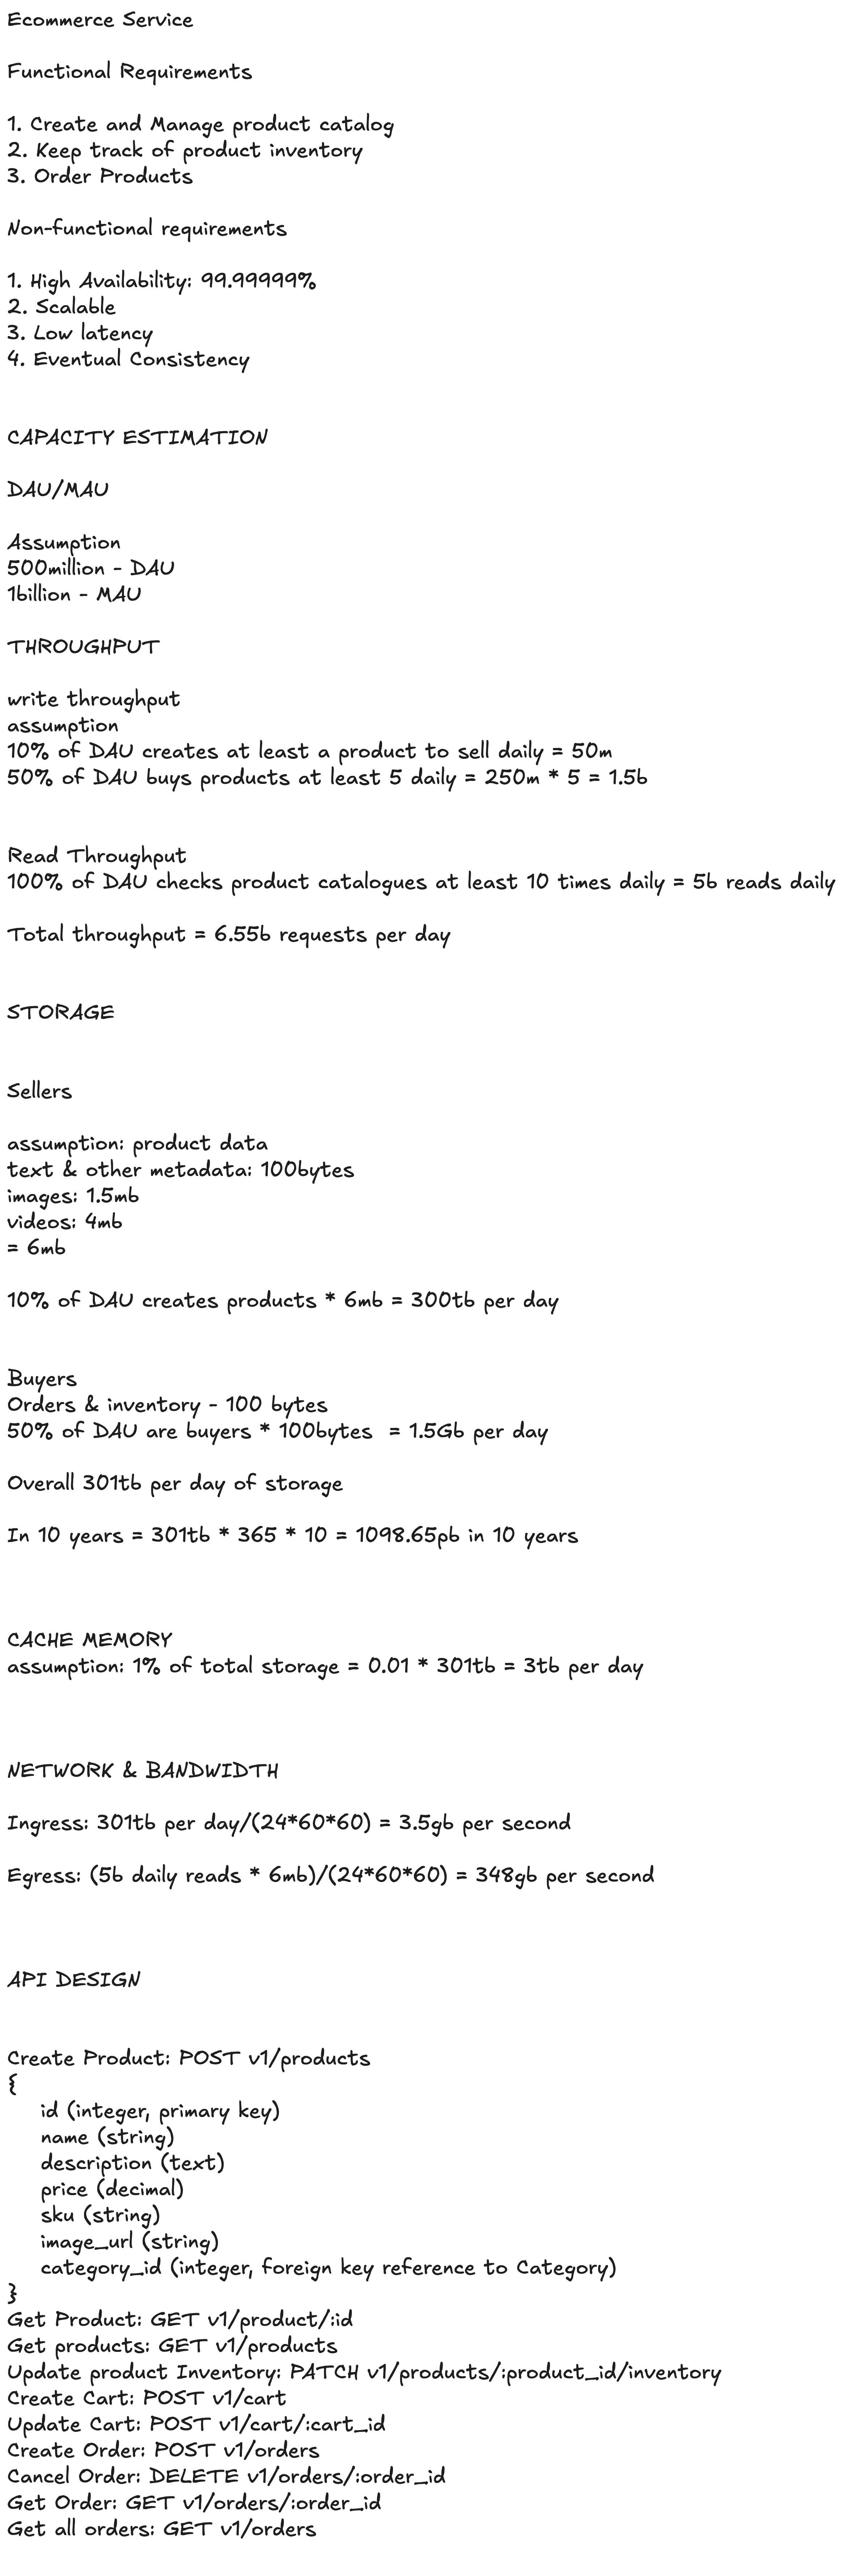 Ecommerce Service
Functional Requirements
1. Create and Manage product catalog
2. Keep track of product inventory
3. Order Products
Non-functional requirements
1. High Availability: 99.99999%
2. Scalable
3. Low latency
4. Eventual Consistency
CAPACITY ESTIMATION
DAU/MAU
Assumption
500million - DAU
1billion - MAU
THROUGHPUT
write throughput
assumption
10% of DAU creates at least a product to sell daily = 50m
50% of DAU buys products at least 5 daily = 250m * 5 = 1.5b
Read Throughput
100% of DAU checks product catalogues at least 10 times daily = 5b reads daily
Total throughput = 6.55b requests per day
STORAGE
Sellers
assumption: product data
text & other metadata: 100bytes
images: 1.5mb
videos: 4mb
= 6mb
10% of DAU creates products * 6mb = 300tb per day
Buyers
Orders & inventory - 100 bytes
50% of DAU are buyers * 100bytes  = 1.5Gb per day
Overall 301tb per day of storage
In 10 years = 301tb * 365 * 10 = 1098.65pb in 10 years
CACHE MEMORY
assumption: 1% of total storage = 0.01 * 301tb = 3tb per day
NETWORK & BANDWIDTH
Ingress: 301tb per day/(24*60*60) = 3.5gb per second
Egress: (5b daily reads * 6mb)/(24*60*60) = 348gb per second
API DESIGN
Create Product: POST v1/products
{
id (integer, primary key)
name (string)
description (text)
price (decimal)
sku (string)
image_url (string)
category_id (integer, foreign key reference to Category)
}
Get Product: GET v1/product/:id
Get products: GET v1/products
Update product Inventory: PATCH v1/products/:product_id/inventory
Create Cart: POST v1/cart
Update Cart: POST v1/cart/:cart_id
Create Order: POST v1/orders
Cancel Order: DELETE v1/orders/:order_id
Get Order: GET v1/orders/:order_id
Get all orders: GET v1/orders